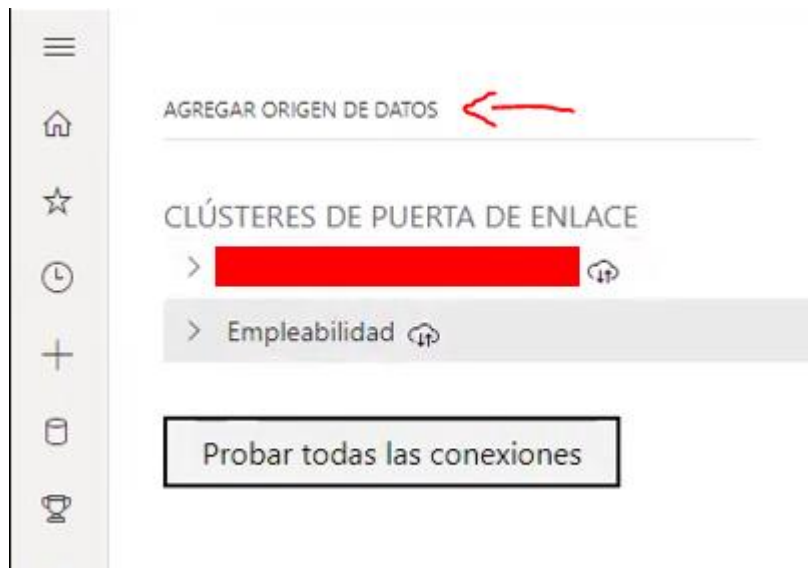 AGREGAR ORIGEN DE DATOS
CLÚSTERES DE PUERTA DE ENLACE
Empleabilidad
Probar todas las conexiones